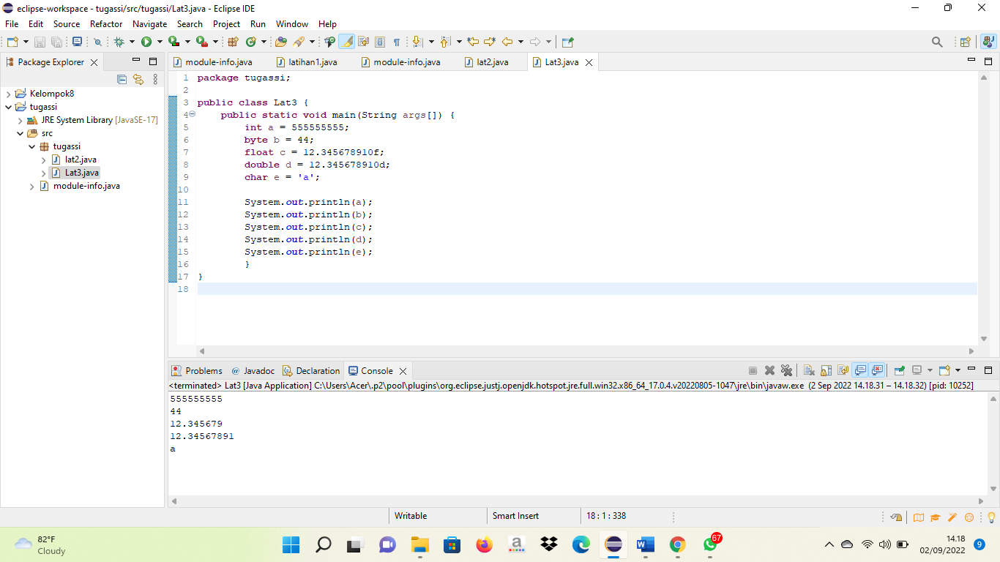 eclipse-workspace - tugassi/src/tugassi/Lat3.java - Eclipse IDE
File Edit Source Refactor Navigate Search Project Run Window Help
Package Explorer
module-info.java latihan1.java module-info.java lat2.java Lat3.java
Kelompok8
tugassi
JRE System Library [JavaSE-17]
src
tugassi
lat2.java
Lat3.java
module-info.java
1 package tugassi;
2
3 public class Lat3 {
4 public static void main(String args[]) {
5 int a = 555555555;
6 byte b = 44;
7 float c = 12.345678910f;
8 double d = 12.345678910d;
9 char e = 'a';
10
11 System.out.println(a);
12 System.out.println(b);
13 System.out.println(c);
14 System.out.println(d);
15 System.out.println(e);
16 }
17 }
18
Problems @ Javadoc Declaration Console
<terminated> Lat3 [Java Application] C:\Users\Acer\.p2\pool\plugins\org.eclipse.justj.openjdk.hotspot.jre.full.win32.x86_64_17.0.4.v20220805-1047\jre\bin\javaw.exe (2 Sep 2022 14.18.31 – 14.18.32) [pid: 10252]
555555555
44
12.345679
12.34567891
a
Writable Smart Insert 18 : 1 : 338
82°F
Cloudy
a
67
14.18
02/09/2022
9